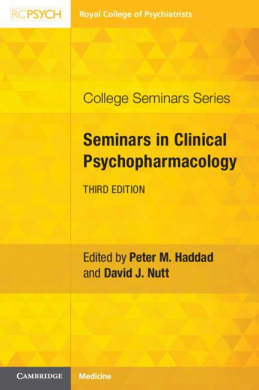 RCPSYCH Royal College of Psychiatrists
College Seminars Series
Seminars in Clinical
Psychopharmacology
THIRD EDITION
Edited by Peter M. Haddad
and David J. Nutt
CAMBRIDGE Medicine